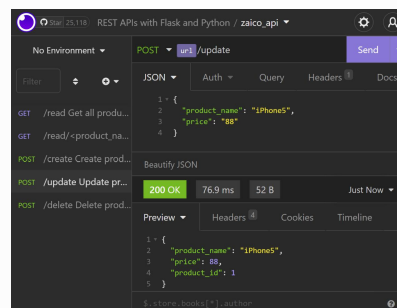 Star 25,118 REST APIs with Flask and Python / zaico_api
No Environment
POST url /update Send
Filter
JSON Auth Query Headers 1 Docs
1 {
2 "product_name": "iPhone5",
3 "price": "88"
4 }
GET /read Get all produ...
GET /read/<product_na...
POST /create Create prod...
POST /update Update pr...
POST /delete Delete prod...
Beautify JSON
200 OK 76.9 ms 52 B Just Now
Preview Headers 4 Cookies Timeline
1 {
2 "product_name": "iPhone5",
3 "price": 88,
4 "product_id": 1
5 }
$.store.books[*].author